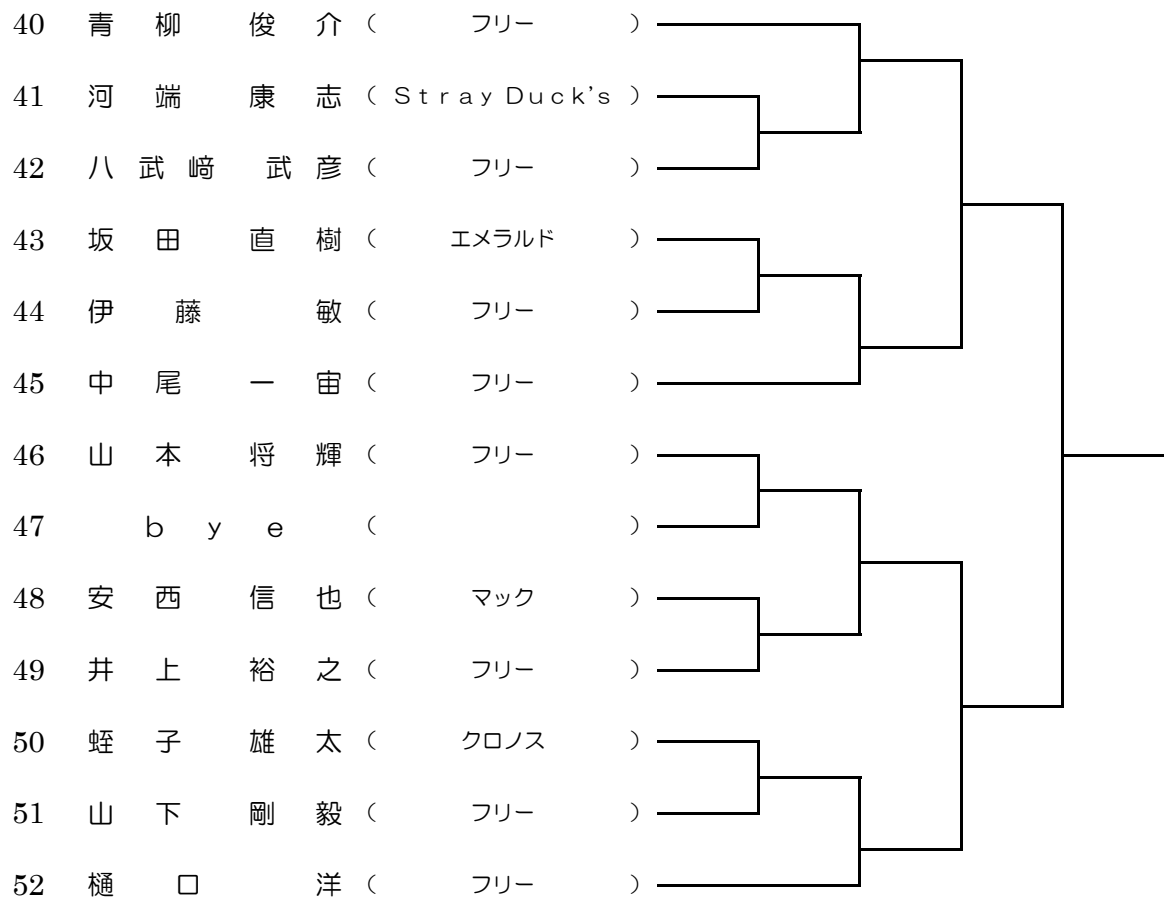 40 青柳 俊介 ( フリー )
41 河端 康志 ( Stray Duck's )
42 八武﨑 武彦 ( フリー )
43 坂田 直樹 ( エメラルド )
44 伊藤 敏 ( フリー )
45 中尾 一宙 ( フリー )
46 山本 将輝 ( フリー )
47 bye ( )
48 安西 信也 ( マック )
49 井上 裕之 ( フリー )
50 蛭子 雄太 ( クロノス )
51 山下 剛毅 ( フリー )
52 樋口 洋 ( フリー )